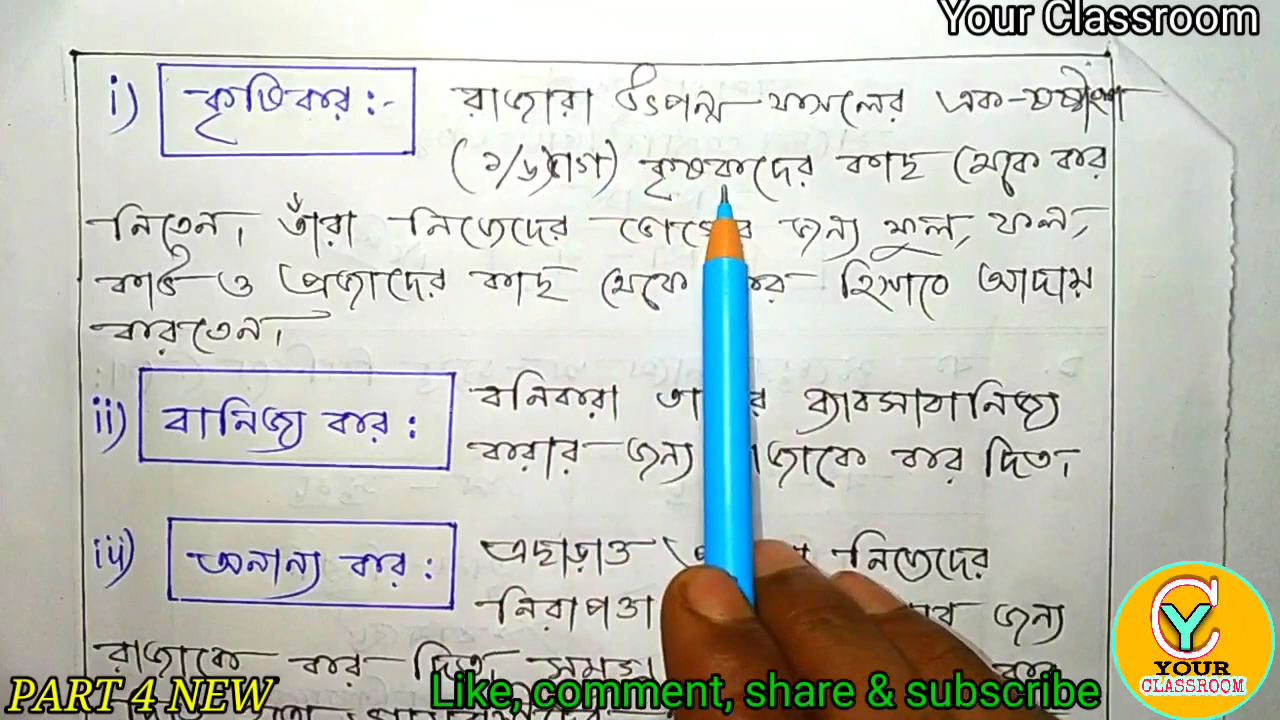 Your Classroom
i) কৃষিকর :- রাজারা উৎপন্ন ফসলের এক-ষষ্ঠাংশ
(১/৬ ভাগ) কৃষকদের কাছ থেকে কর
নিতেন। তাঁরা নিজেদের ভোগের জন্য ফুল, ফল,
কাঠ ও প্রজাদের কাছ থেকে কর হিসাবে আদায়
করতেন।
ii) বানিজ্য কর : বনিকরা ব্যাবসাবানিজ্য
করার জন্য রাজাকে কর দিত।
iii) অনান্য কর : এছাড়াও নিজেদের
নিরাপত্তা জন্য
রাজাকে কর দিত।
YOUR
CLASSROOM
PART 4 NEW
Like, comment, share & subscribe